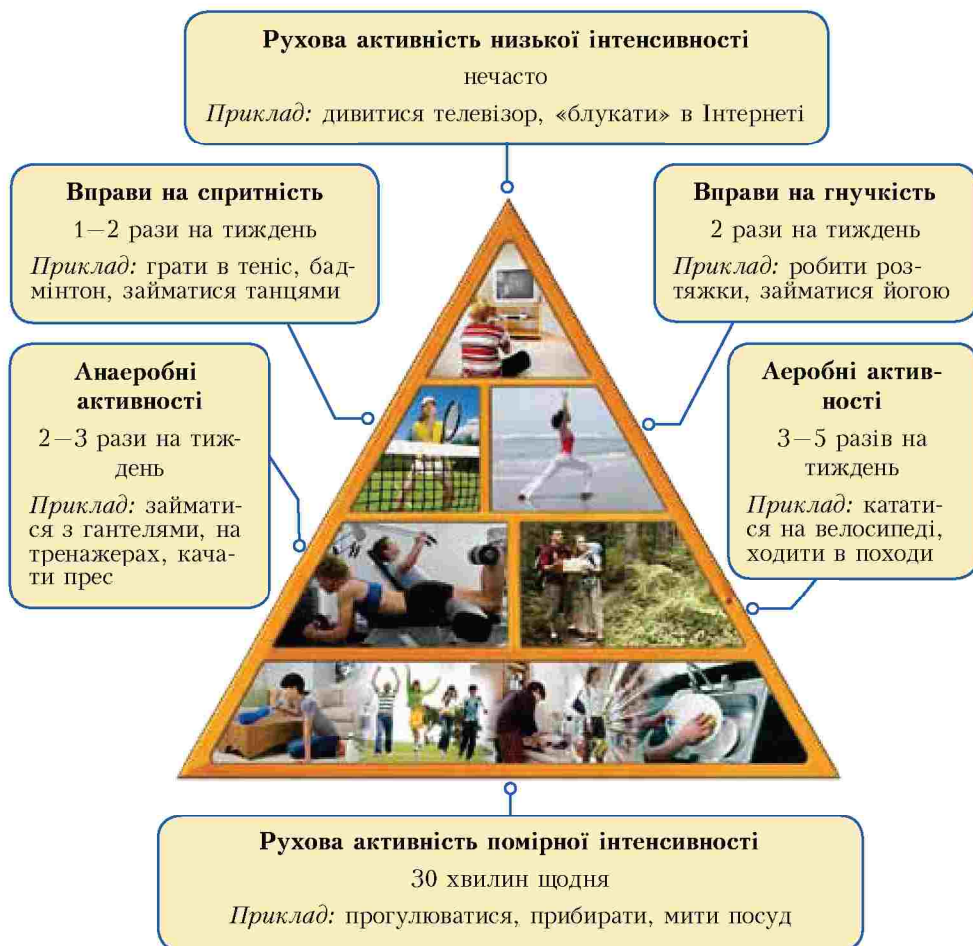 Рухова активність низької інтенсивності
нечасто
Приклад: дивитися телевізор, «блукати» в Інтернеті
Вправи на спритність
1–2 рази на тиждень
Приклад: грати в теніс, бад-
мінтон, займатися танцями
Вправи на гнучкість
2 рази на тиждень
Приклад: робити роз-
тяжки, займатися йогою
Анаеробні
активності
2–3 рази на тиж-
день
Приклад: займати-
ся з гантелями, на
тренажерах, кача-
ти прес
Аеробні актив-
ності
3–5 разів на
тиждень
Приклад: кататися
на велосипеді,
ходити в походи
Рухова активність помірної інтенсивності
30 хвилин щодня
Приклад: прогулюватися, прибирати, мити посуд